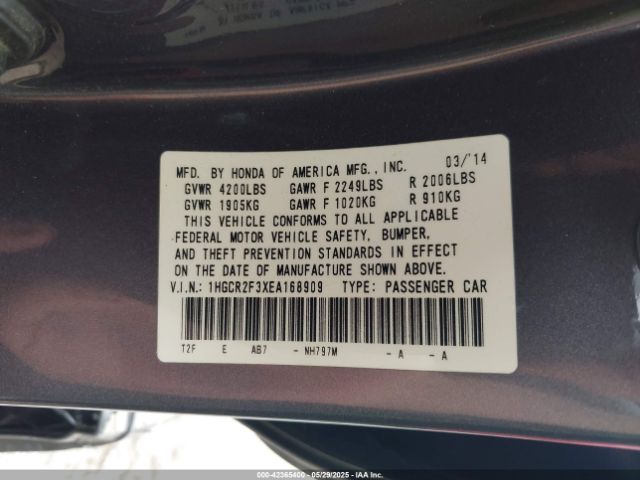 MFD. BY HONDA OF AMERICA MFG., INC. 03/'14
GVWR 4200LBS GAWR F 2249LBS R 2006LBS
GVWR 1905KG GAWR F 1020KG R 910KG
THIS VEHICLE CONFORMS TO ALL APPLICABLE
FEDERAL MOTOR VEHICLE SAFETY, BUMPER,
AND THEFT PREVENTION STANDARDS IN EFFECT
ON THE DATE OF MANUFACTURE SHOWN ABOVE.
V.I.N.: 1HGCR2F3XEA168909 TYPE: PASSENGER CAR
T2F E AB7 - NH797M - A - A
000-42365400 - 05/29/2025 - IAA Inc.